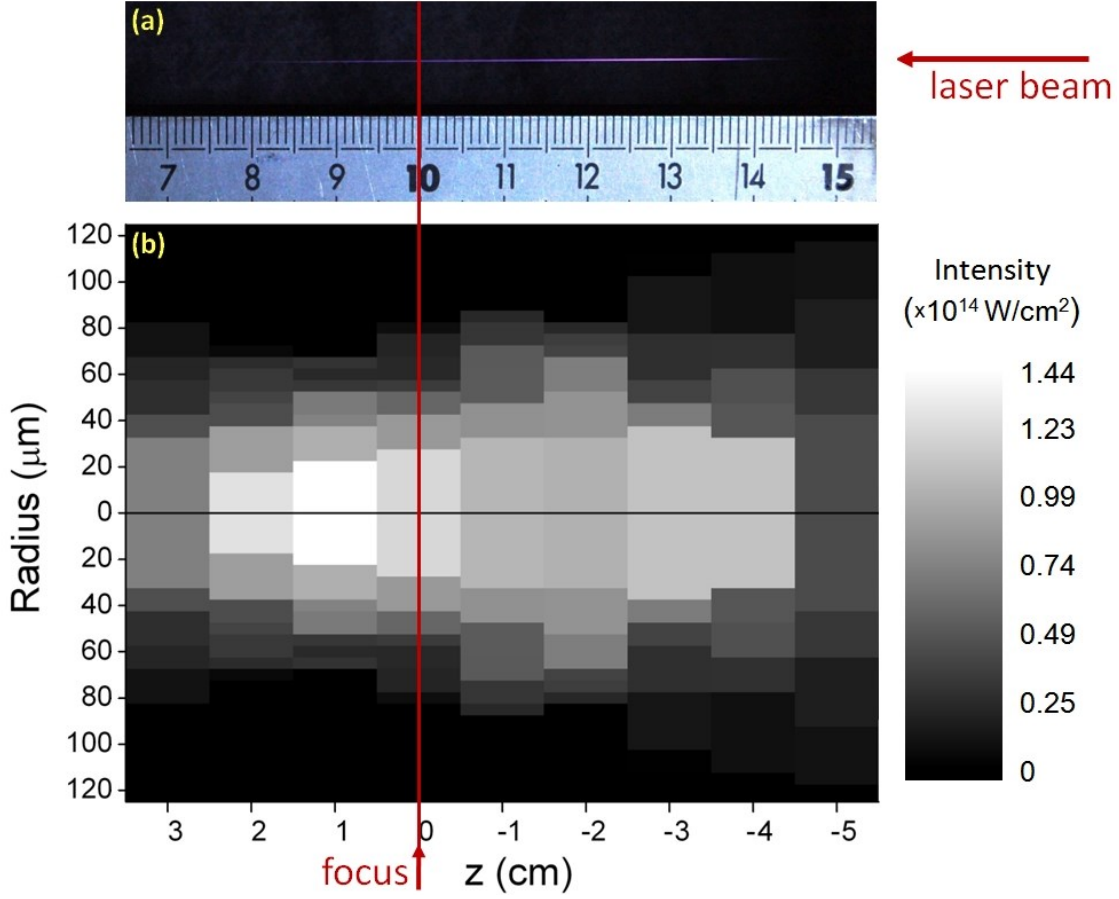 (a)
laser beam
7 8 9 10 11 12 13 14 15
(b)
120
100
80
60
40
20
0
20
40
60
80
100
120
Radius (μm)
3 2 1 0 -1 -2 -3 -4 -5
focus
z (cm)
Intensity
(×10¹⁴ W/cm²)
1.44
1.23
0.99
0.74
0.49
0.25
0